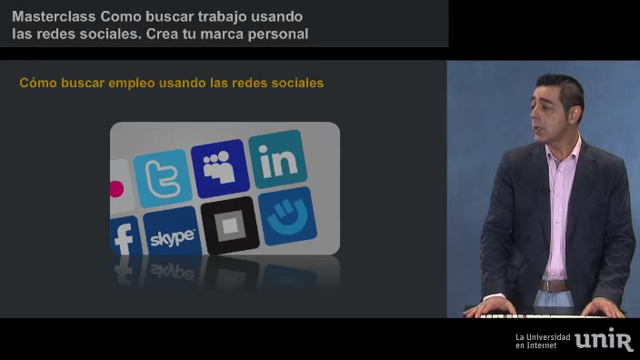 Masterclass Como buscar trabajo usando
las redes sociales. Crea tu marca personal
Cómo buscar empleo usando las redes sociales
t
in
f
skype
La Universidad
en Internet
unir